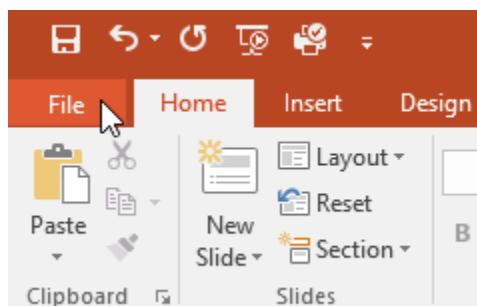 File Home Insert Design
Paste
New
Slide
Layout
Reset
Section
B
Clipboard Slides